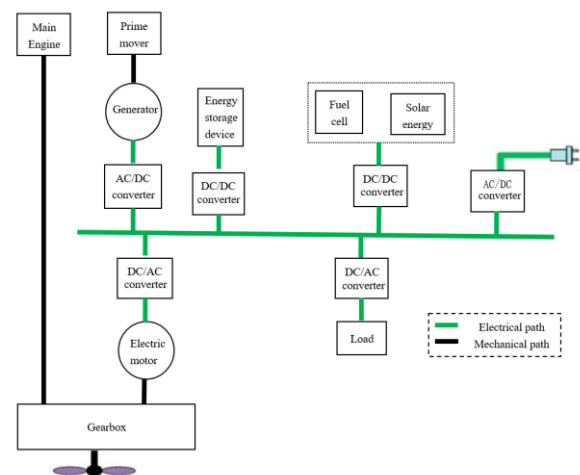 Main
Engine
Prime
mover
Generator
Energy
storage
device
Fuel
cell
Solar
energy
AC/DC
converter
DC/DC
converter
DC/DC
converter
AC/DC
converter
DC/AC
converter
DC/AC
converter
Electric
motor
Load
Electrical path
Mechanical path
Gearbox